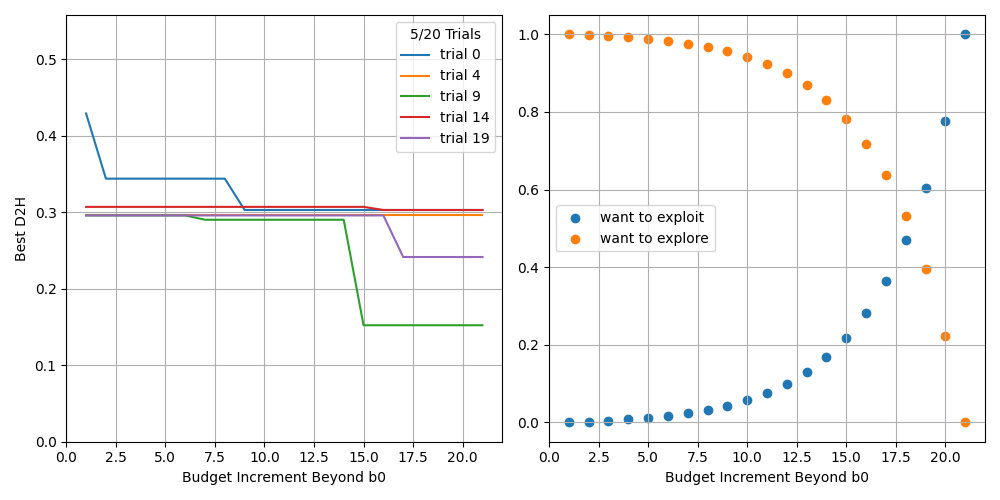 5/20 Trials
trial 0
trial 4
trial 9
trial 14
trial 19
0.5
0.4
0.3
0.2
0.1
0.0
Best D2H
0.0 2.5 5.0 7.5 10.0 12.5 15.0 17.5 20.0
Budget Increment Beyond b0
1.0
0.8
0.6
0.4
0.2
0.0
want to exploit
want to explore
0.0 2.5 5.0 7.5 10.0 12.5 15.0 17.5 20.0
Budget Increment Beyond b0